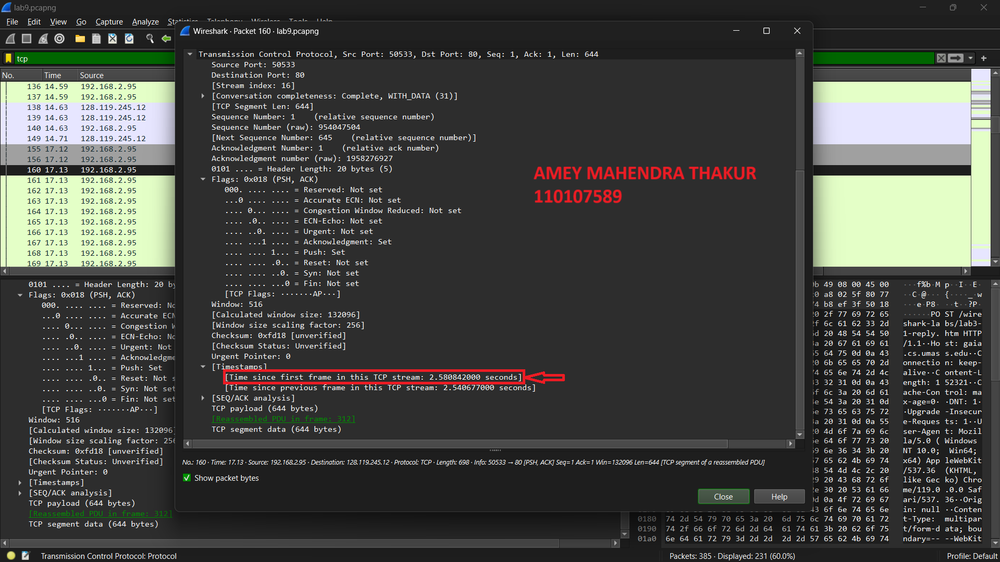 lab9.pcapng
File Edit View Go Capture Analyze Statistics Telephony Wireless Tools Help
Wireshark · Packet 160 · lab9.pcapng
tcp
No. Time Source
136 14.59 192.168.2.95
137 14.59 192.168.2.95
138 14.63 128.119.245.12
139 14.63 128.119.245.12
140 14.63 192.168.2.95
149 14.71 128.119.245.12
155 17.12 192.168.2.95
156 17.12 192.168.2.95
160 17.13 192.168.2.95
161 17.13 192.168.2.95
162 17.13 192.168.2.95
163 17.13 192.168.2.95
164 17.13 192.168.2.95
165 17.13 192.168.2.95
166 17.13 192.168.2.95
167 17.13 192.168.2.95
168 17.13 192.168.2.95
169 17.13 192.168.2.95
Transmission Control Protocol, Src Port: 50533, Dst Port: 80, Seq: 1, Ack: 1, Len: 644
Source Port: 50533
Destination Port: 80
[Stream index: 16]
[Conversation completeness: Complete, WITH_DATA (31)]
[TCP Segment Len: 644]
Sequence Number: 1 (relative sequence number)
Sequence Number (raw): 954047504
[Next Sequence Number: 645 (relative sequence number)]
Acknowledgment Number: 1 (relative ack number)
Acknowledgment number (raw): 1958276927
0101 .... = Header Length: 20 bytes (5)
Flags: 0x018 (PSH, ACK)
000. .... .... = Reserved: Not set
...0 .... .... = Accurate ECN: Not set
.... 0... .... = Congestion Window Reduced: Not set
.... .0.. .... = ECN-Echo: Not set
.... ..0. .... = Urgent: Not set
.... ...1 .... = Acknowledgment: Set
.... .... 1... = Push: Set
.... .... .0.. = Reset: Not set
.... .... ..0. = Syn: Not set
.... .... ...0 = Fin: Not set
[TCP Flags: ·······AP···]
Window: 516
[Calculated window size: 132096]
[Window size scaling factor: 256]
Checksum: 0xfd18 [unverified]
[Checksum Status: Unverified]
Urgent Pointer: 0
[Timestamps]
[Time since first frame in this TCP stream: 2.580842000 seconds]
[Time since previous frame in this TCP stream: 2.540677000 seconds]
[SEQ/ACK analysis]
TCP payload (644 bytes)
[Reassembled PDU in frame: 312]
TCP segment data (644 bytes)
AMEY MAHENDRA THAKUR
110107589
No.: 160 · Time: 17.13 · Source: 192.168.2.95 · Destination: 128.119.245.12 · Protocol: TCP · Length: 698 · Info: 50533 → 80 [PSH, ACK] Seq=1 Ack=1 Win=132096 Len=644 [TCP segment of a reassembled PDU]
Show packet bytes
Close Help
0101 .... = Header Length: 20 by
Flags: 0x018 (PSH, ACK)
000. .... .... = Reserved: No
...0 .... .... = Accurate ECN
.... 0... .... = Congestion W
.... .0.. .... = ECN-Echo: No
.... ..0. .... = Urgent: Not
.... ...1 .... = Acknowledgme
.... .... 1... = Push: Set
.... .... .0.. = Reset: Not
.... .... ..0. = Syn: Not set
.... .... ...0 = Fin: Not set
[TCP Flags: ·······AP···]
Window: 516
[Calculated window size: 132096
[Window size scaling factor: 256
Checksum: 0xfd18 [unverified]
[Checksum Status: Unverified]
Urgent Pointer: 0
[Timestamps]
[SEQ/ACK analysis]
TCP payload (644 bytes)
[Reassembled PDU in frame: 312]
TCP segment data (644 bytes)
49 08 00 45 00 ···f%b·M p··I··E·
a8 02 5f 80 77 ··C·@··· {····_·w
b8 ef 3f 50 18 ···e·P8· ··t··?P·
2f 77 69 72 65 ······PO ST /wire
6c 61 62 33 2d shark-la bs/lab3-
20 48 54 54 50 1-reply. htm HTTP
20 67 61 69 61 /1.1··Ho st: gaia
64 75 0d 0a 43 .cs.umas s.edu··C
6b 65 65 70 2d onnectio n: keep-
65 6e 74 2d 4c alive··C ontent-L
32 31 0d 0a 43 ength: 1 52321··C
6c 3a 20 6d 61 ache-Con trol: ma
54 3a 20 31 0d x-age=0· ·DNT: 1·
73 65 63 75 72 ·Upgrade -Insecur
20 31 0d 0a 55 e-Reques ts: 1··U
4d 6f 7a 69 6c ser-Agen t: Mozil
64 6f 77 73 20 la/5.0 ( Windows
6e 36 34 3b 20 NT 10.0; Win64;
65 62 4b 69 74 x64) App leWebKit
54 4d 4c 2c 20 /537.36 (KHTML,
20 43 68 72 6f like Gec ko) Chro
30 20 53 61 66 me/119.0 .0.0 Saf
0a 4f 72 69 67 ari/537. 36··Orig
6f 6e 74 65 6e in: null ··Conten
0180 74 2d 54 79 70 65 3a 20 6d 75 6c 74 69 70 61 72 t-Type: multipar
0190 74 2f 66 6f 72 6d 2d 64 61 74 61 3b 20 62 6f 75 t/form-d ata; bou
01a0 6e 64 61 72 79 3d 2d 2d 2d 2d 57 65 62 4b 69 74 ndary=-- --WebKit
Transmission Control Protocol: Protocol
Packets: 385 · Displayed: 231 (60.0%)
Profile: Default